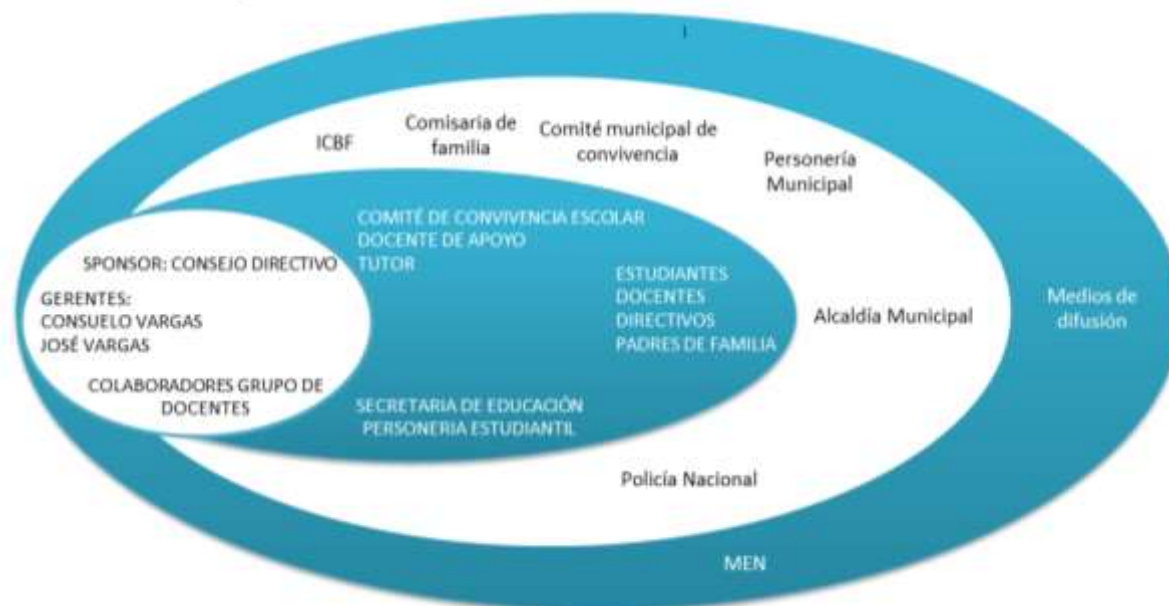 ICBF
Comisaria de
familia
Comité municipal de
convivencia
Personería
Municipal
COMITÉ DE CONVIVENCIA ESCOLAR
DOCENTE DE APOYO
TUTOR
SPONSOR: CONSEJO DIRECTIVO
GERENTES:
CONSUELO VARGAS
JOSÉ VARGAS
COLABORADORES GRUPO DE
DOCENTES
ESTUDIANTES
DOCENTES
DIRECTIVOS
PADRES DE FAMILIA
SECRETARIA DE EDUCACIÓN
PERSONERIA ESTUDIANTIL
Alcaldía Municipal
Medios de
difusión
Policía Nacional
MEN